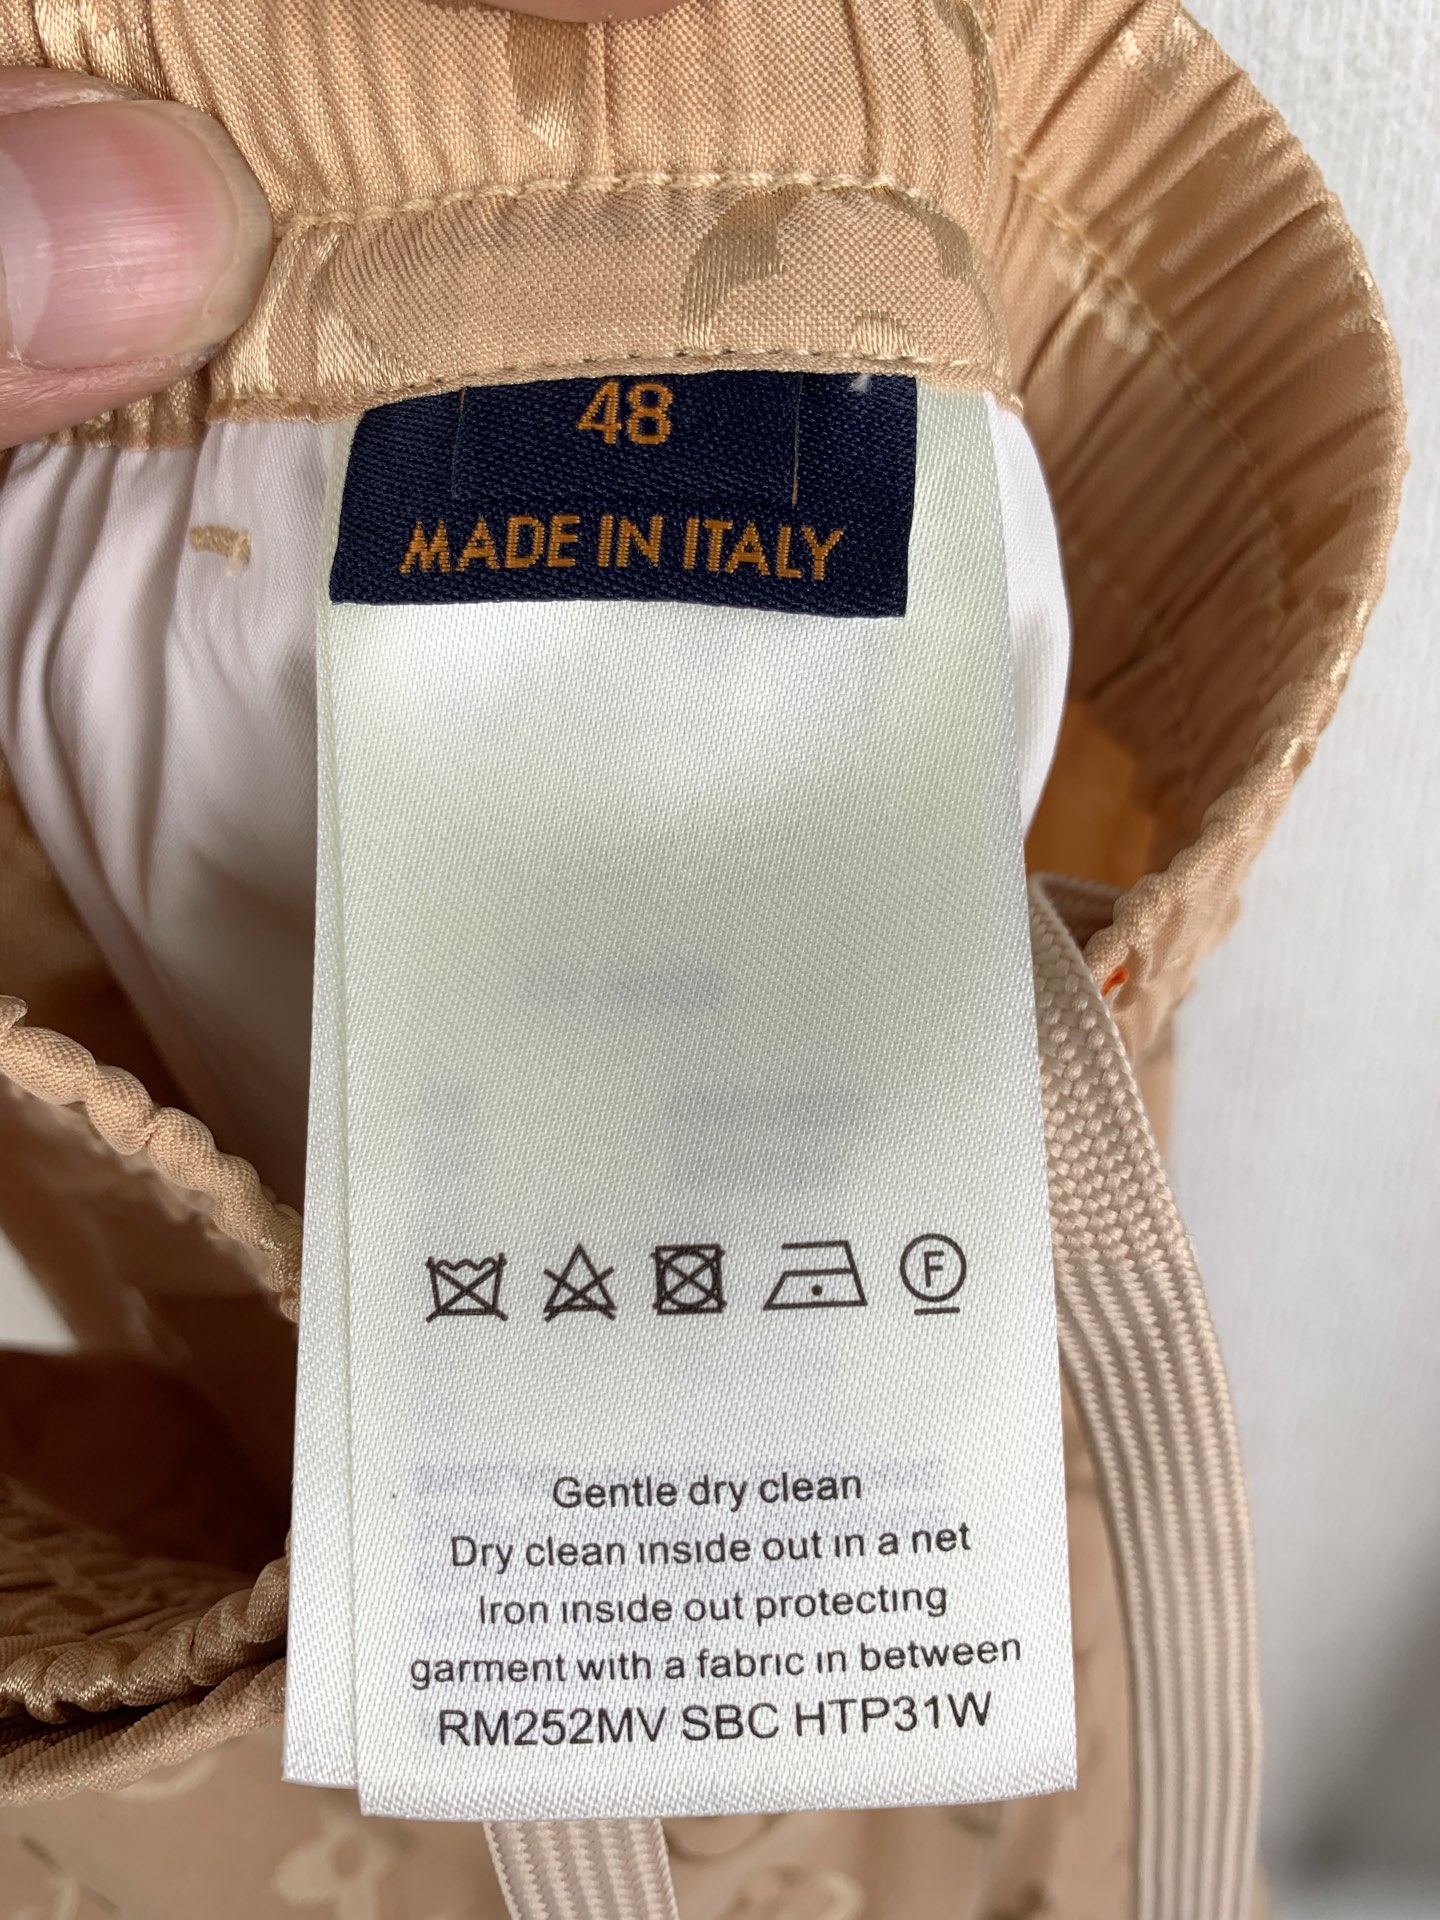 48
MADE IN ITALY
F
Gentle dry clean
Dry clean inside out in a net
Iron inside out protecting
garment with a fabric in between
RM252MV SBC HTP31W